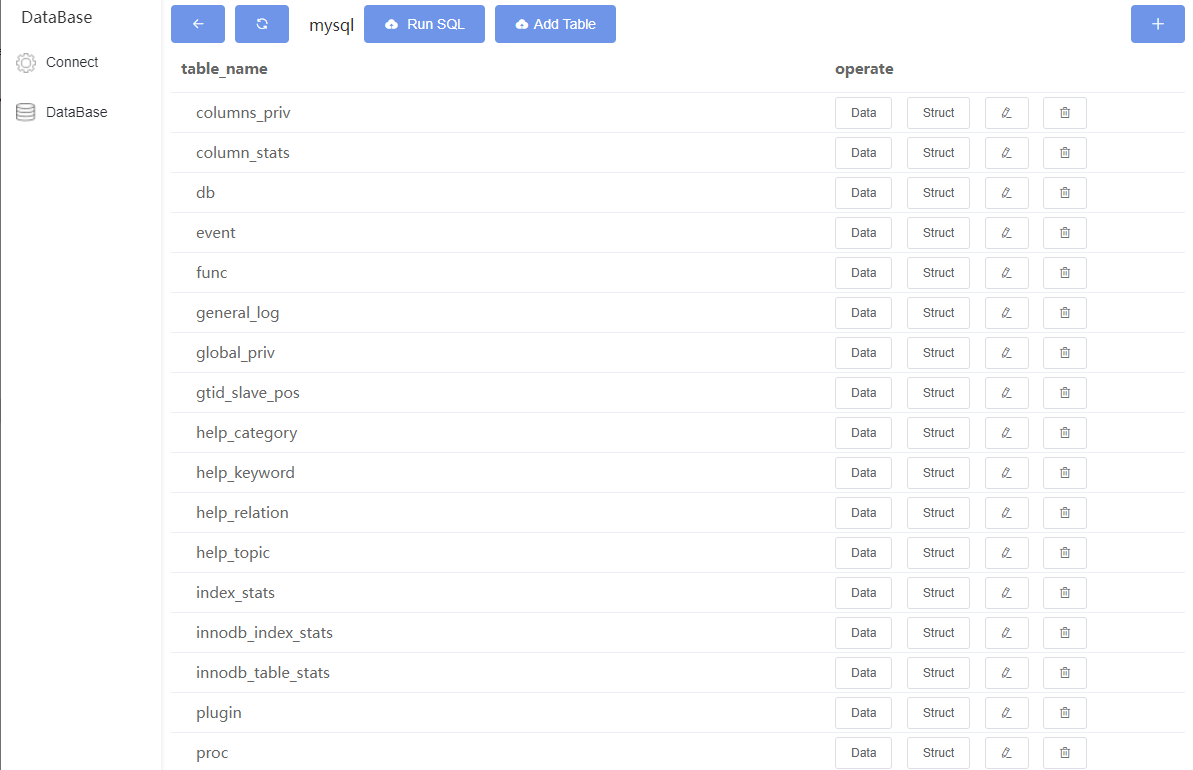 DataBase
Connect
DataBase
mysql Run SQL Add Table
table_name operate
columns_priv Data Struct
column_stats Data Struct
db Data Struct
event Data Struct
func Data Struct
general_log Data Struct
global_priv Data Struct
gtid_slave_pos Data Struct
help_category Data Struct
help_keyword Data Struct
help_relation Data Struct
help_topic Data Struct
index_stats Data Struct
innodb_index_stats Data Struct
innodb_table_stats Data Struct
plugin Data Struct
proc Data Struct